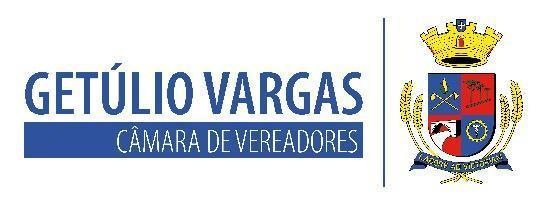 GETÚLIO VARGAS
CÂMARA DE VEREADORES